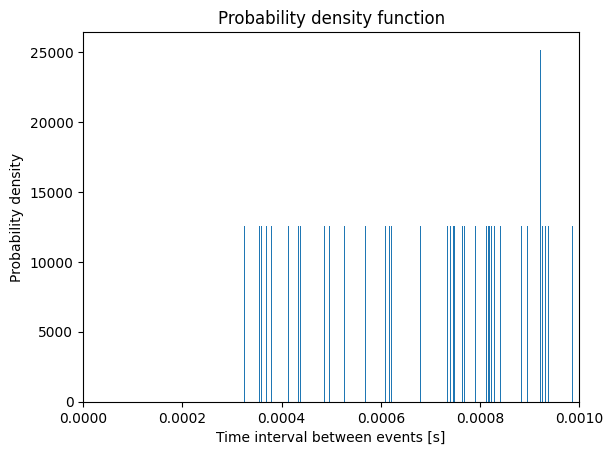 Probability density function
25000
20000
15000
10000
5000
0
Probability density
0.0000 0.0002 0.0004 0.0006 0.0008 0.0010
Time interval between events [s]